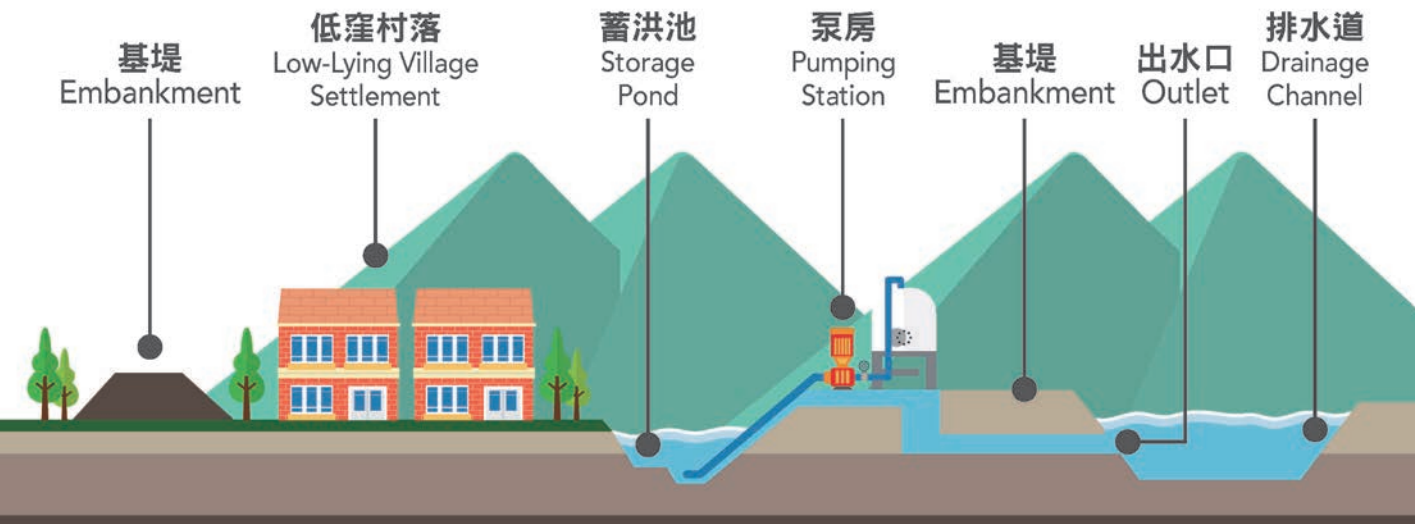 基堤
Embankment
低窪村落
Low-Lying Village
Settlement
蓄洪池
Storage
Pond
泵房
Pumping
Station
基堤
Embankment
出水口
Outlet
排水道
Drainage
Channel